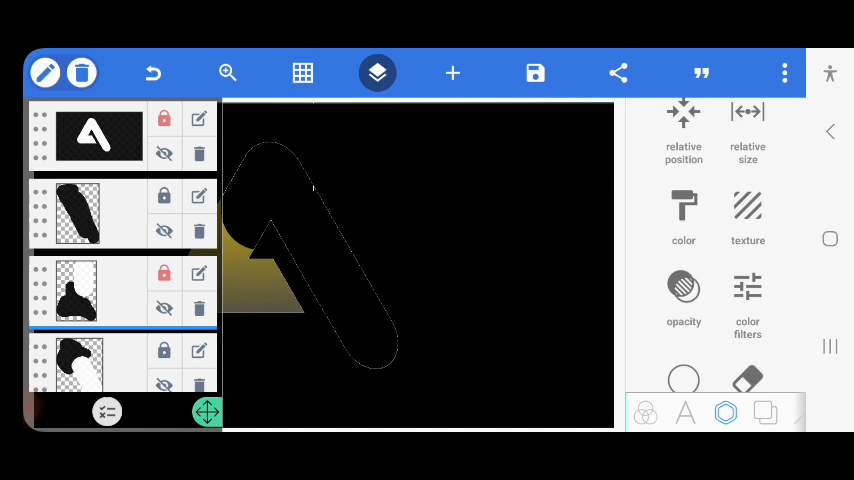 relative
position
relative
size
color
texture
opacity
color
filters